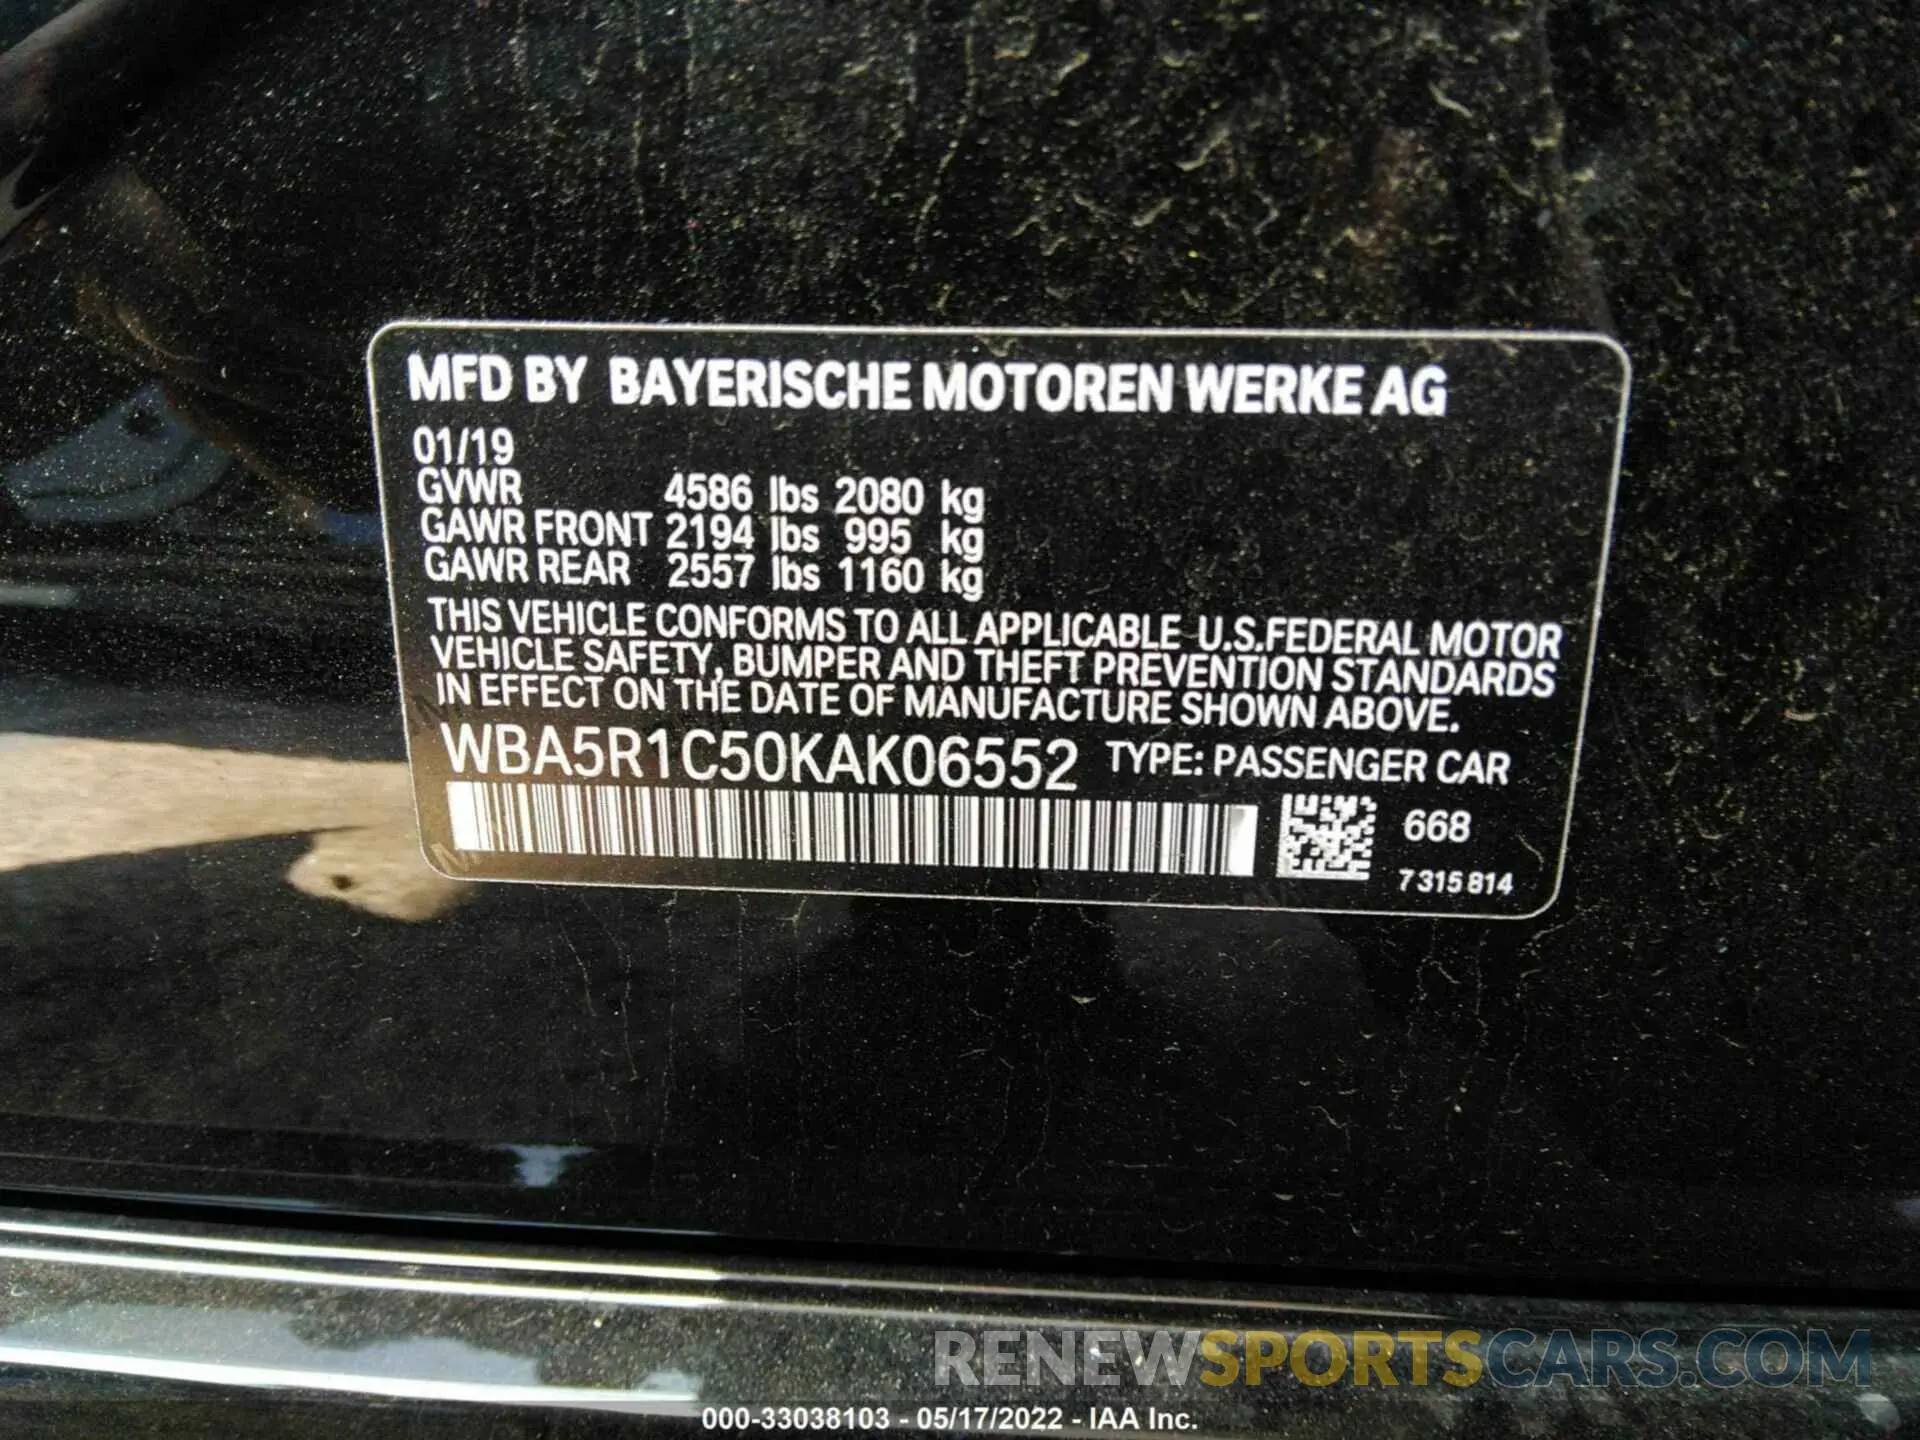 MFD BY BAYERISCHE MOTOREN WERKE AG
01/19
GVWR 4586 lbs 2080 kg
GAWR FRONT 2194 lbs 995 kg
GAWR REAR 2557 lbs 1160 kg
THIS VEHICLE CONFORMS TO ALL APPLICABLE U.S.FEDERAL MOTOR
VEHICLE SAFETY, BUMPER AND THEFT PREVENTION STANDARDS
IN EFFECT ON THE DATE OF MANUFACTURE SHOWN ABOVE.
WBA5R1C50KAK06552 TYPE: PASSENGER CAR
668
7315814
RENEWSPORTSCARS.COM
000-33038103 - 05/17/2022 - IAA Inc.